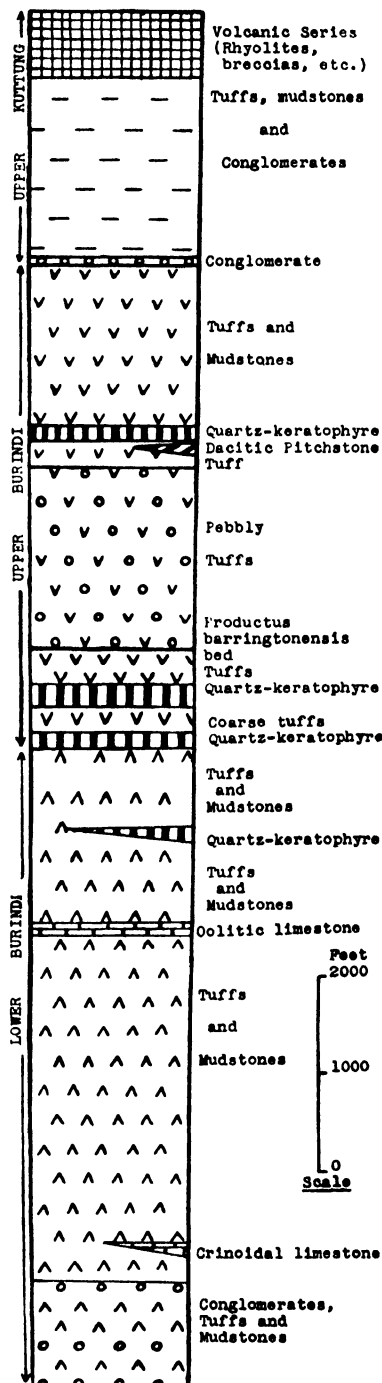 UPPER KUTTUNG
Volcanic Series
(Rhyolites,
breccias, etc.)
Tuffs, mudstones
and
Conglomerates
Conglomerate
UPPER BURINDI
Tuffs and
Mudstones
Quartz-keratophyre
Dacitic Pitchstone
Tuff
Pebbly
Tuffs
Productus
barringtonensis
bed
Tuffs
Quartz-keratophyre
Coarse tuffs
Quartz-keratophyre
LOWER BURINDI
Tuffs
and
Mudstones
Quartz-keratophyre
Tuffs
and
Mudstones
Oolitic limestone
Tuffs
and
Mudstones
Feet
2000
1000
0
Scale
Crinoidal limestone
Conglomerates,
Tuffs and
Mudstones